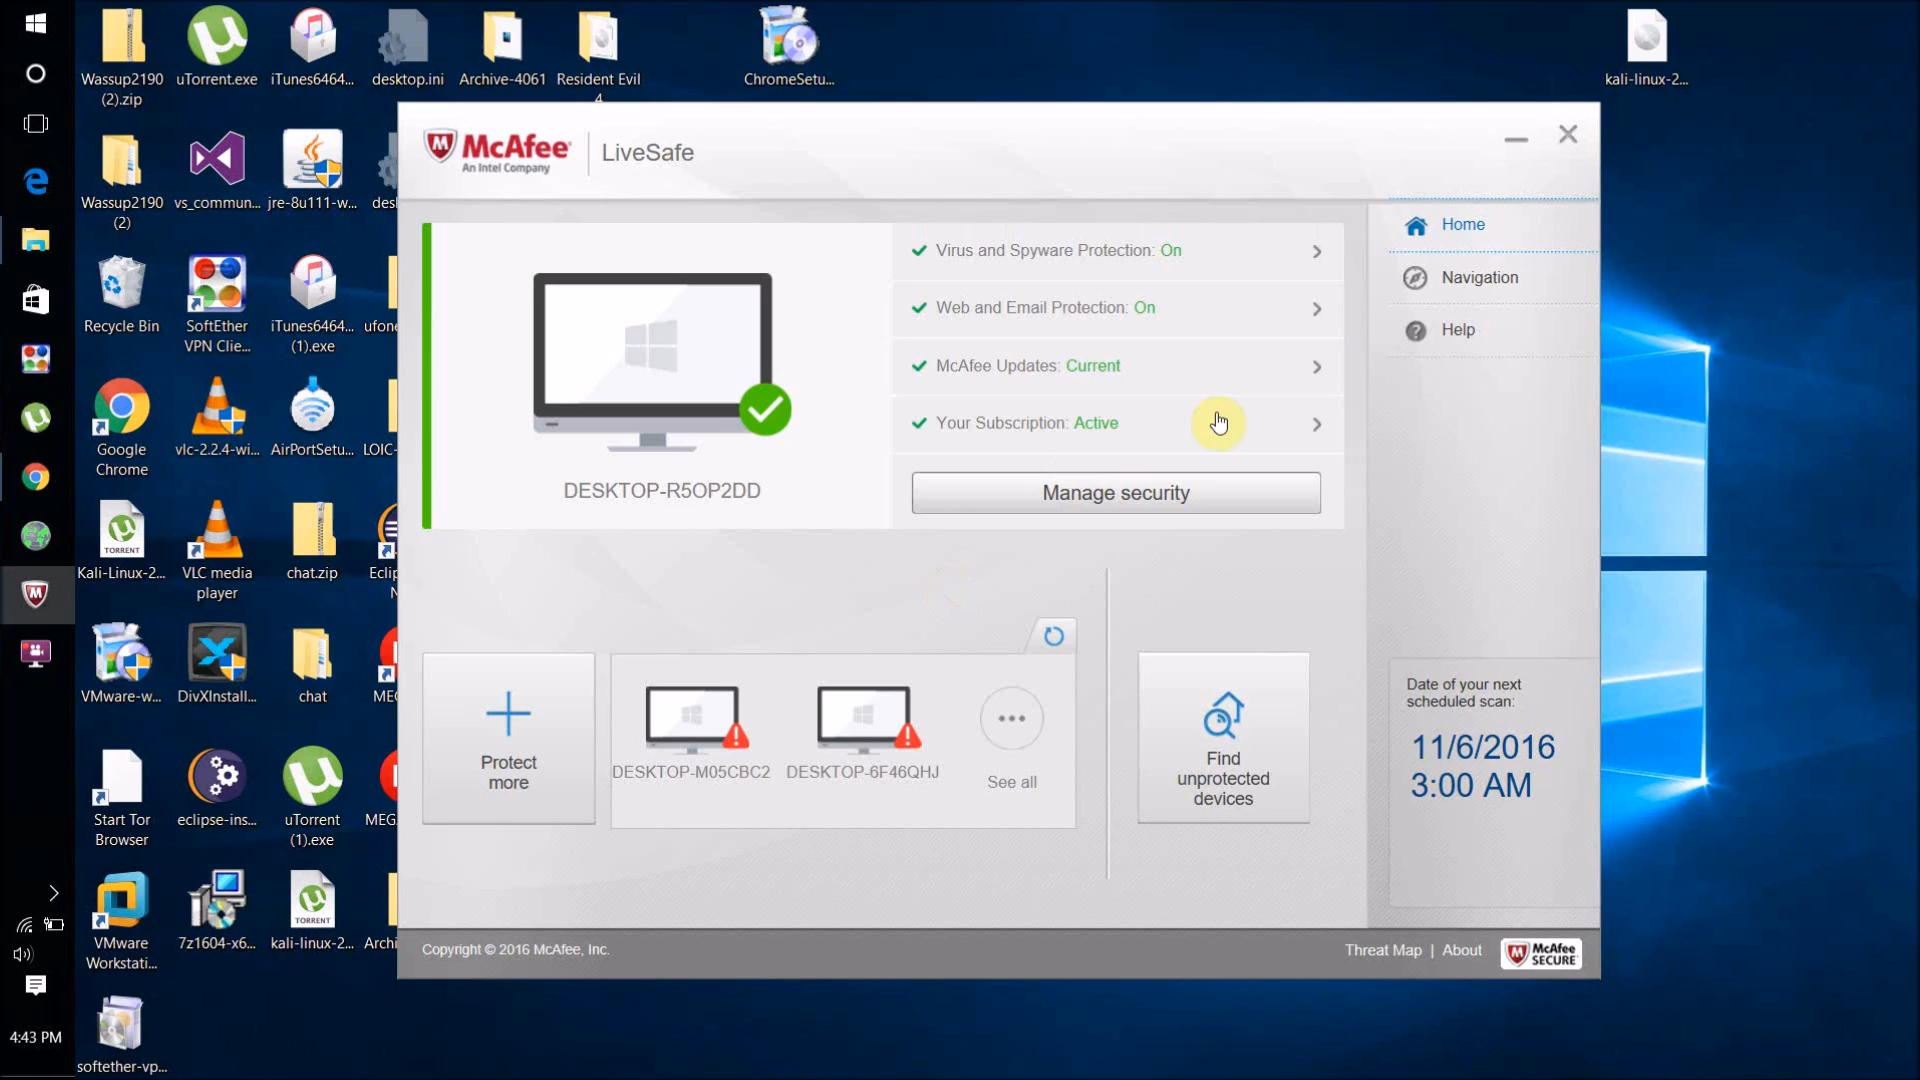 Wassup2190
(2).zip
uTorrent.exe
iTunes6464...
desktop.ini
Archive-4061
Resident Evil
4
ChromeSetu...
kali-linux-2...
McAfee
An Intel Company
LiveSafe
Wassup2190
(2)
vs_commun...
jre-8u111-w...
Home
Virus and Spyware Protection: On
Navigation
Web and Email Protection: On
Help
Recycle Bin
SoftEther
VPN Clie...
iTunes6464...
(1).exe
McAfee Updates: Current
Your Subscription: Active
Google
Chrome
vlc-2.2.4-wi...
AirPortSetu...
DESKTOP-R5OP2DD
Manage security
TORRENT
Kali-Linux-2...
VLC media
player
chat.zip
VMware-w...
DivXInstall...
chat
Protect
more
DESKTOP-M05CBC2
DESKTOP-6F46QHJ
See all
Find
unprotected
devices
Date of your next
scheduled scan:
11/6/2016
3:00 AM
Start Tor
Browser
eclipse-ins...
uTorrent
(1).exe
VMware
Workstati...
7z1604-x6...
TORRENT
kali-linux-2...
Copyright © 2016 McAfee, Inc.
Threat Map | About
McAfee
SECURE
4:43 PM
softether-vp...